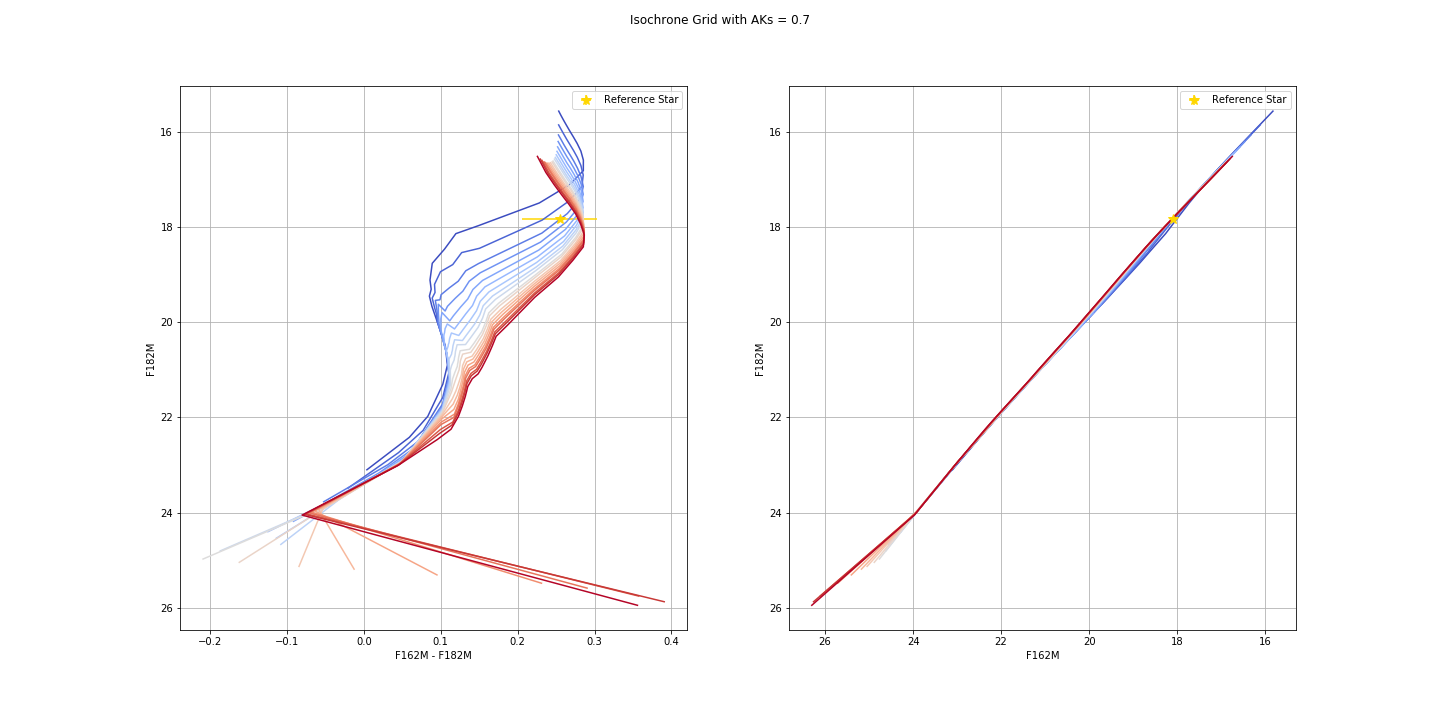 Isochrone Grid with AKs = 0.7
Reference Star
16
18
20
22
24
26
F182M
−0.2 −0.1 0.0 0.1 0.2 0.3 0.4
F162M - F182M
Reference Star
16
18
20
22
24
26
F182M
26 24 22 20 18 16
F162M